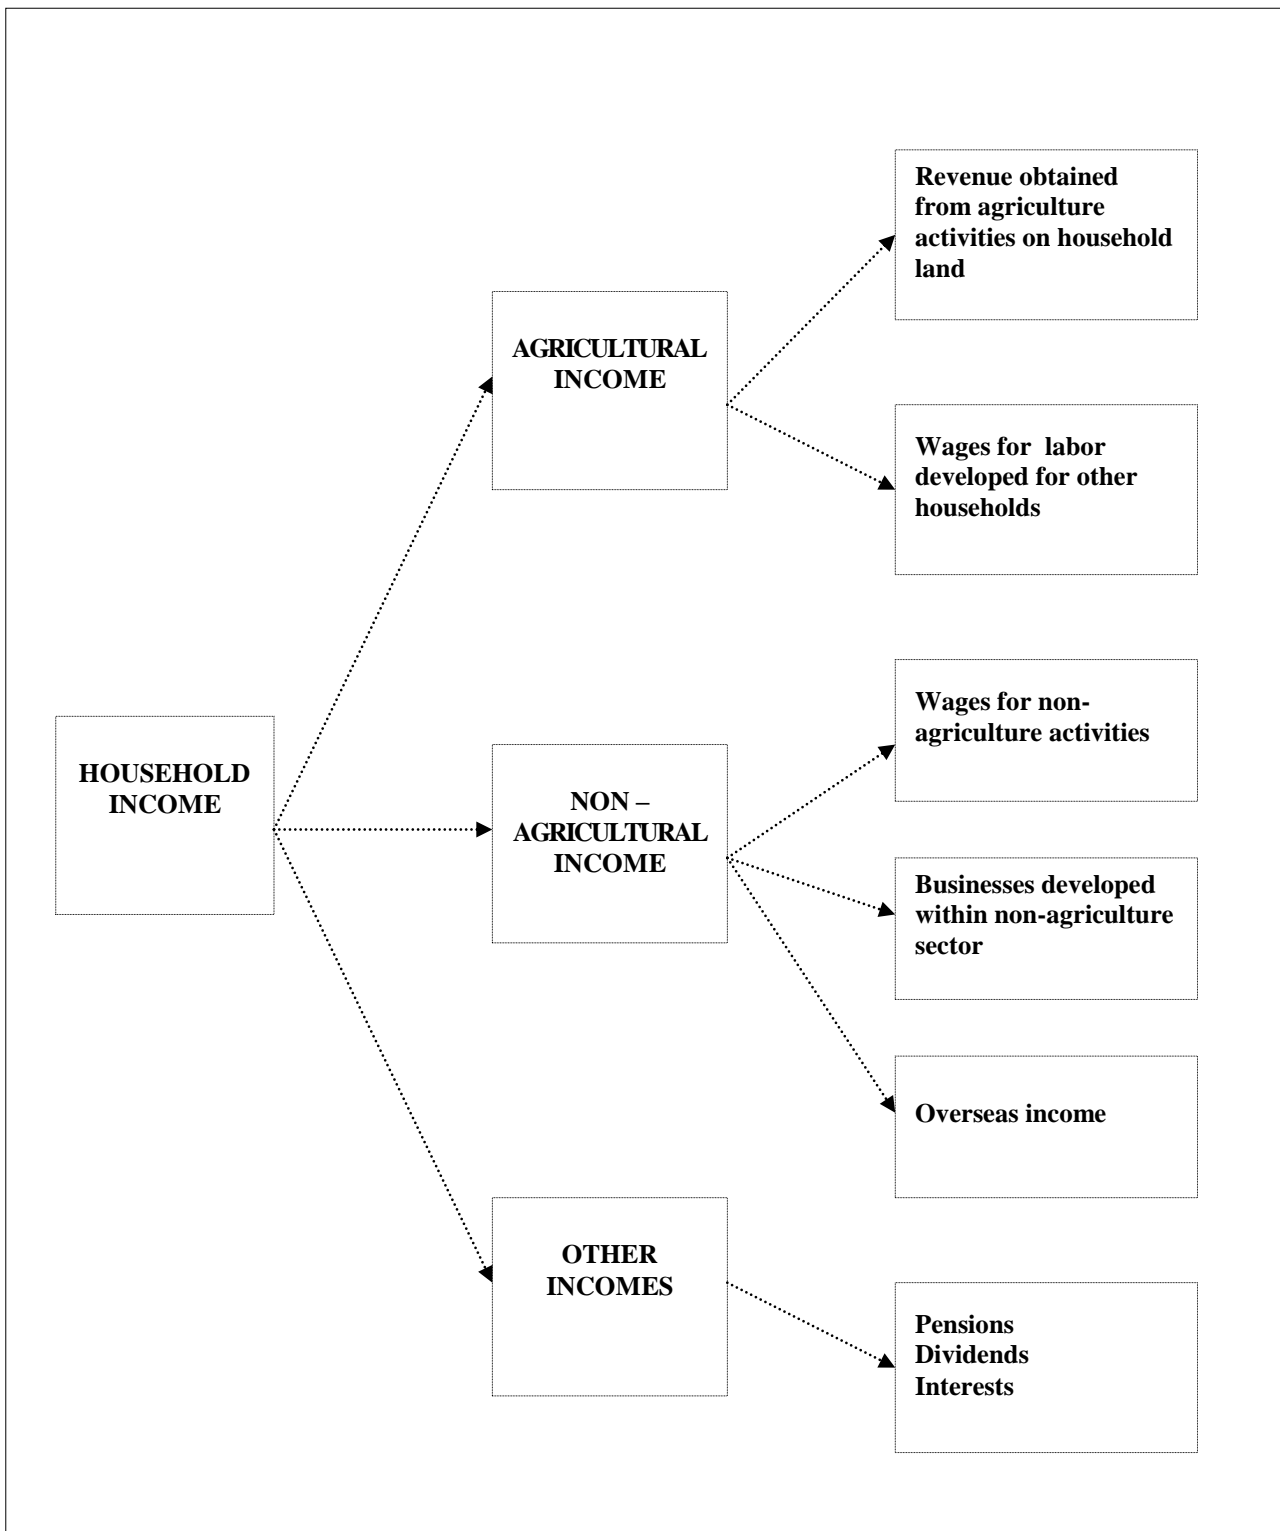 Revenue obtained
from agriculture
activities on household
land
AGRICULTURAL
INCOME
Wages for  labor
developed for other
households
HOUSEHOLD
INCOME
NON –
AGRICULTURAL
INCOME
Wages for non-
agriculture activities
Businesses developed
within non-agriculture
sector
Overseas income
OTHER
INCOMES
Pensions
Dividends
Interests